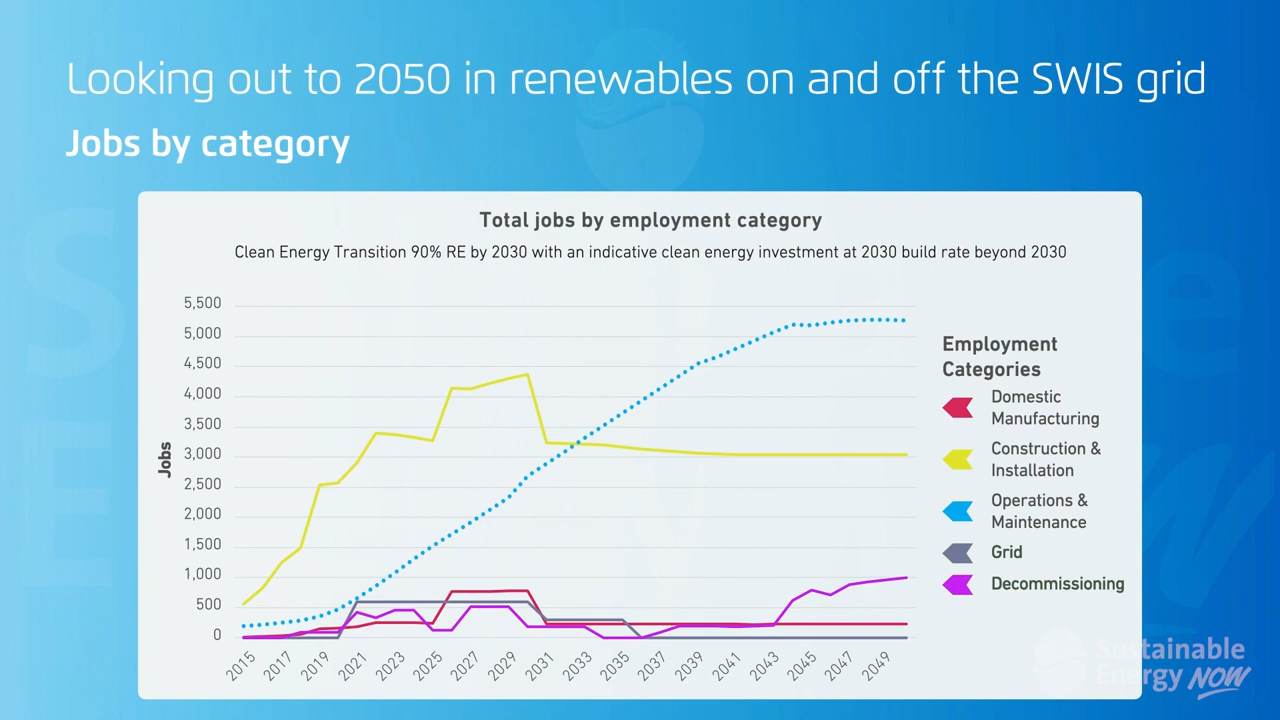 Looking out to 2050 in renewables on and off the SWIS grid
Jobs by category
Total jobs by employment category
Clean Energy Transition 90% RE by 2030 with an indicative clean energy investment at 2030 build rate beyond 2030
5,500
5,000
4,500
4,000
3,500
3,000
2,500
2,000
1,500
1,000
500
0
Jobs
2015
2017
2019
2021
2023
2025
2027
2029
2031
2033
2035
2037
2039
2041
2043
2045
2047
2049
Employment
Categories
Domestic
Manufacturing
Construction &
Installation
Operations &
Maintenance
Grid
Decommissioning
Sustainable
Energy NOW